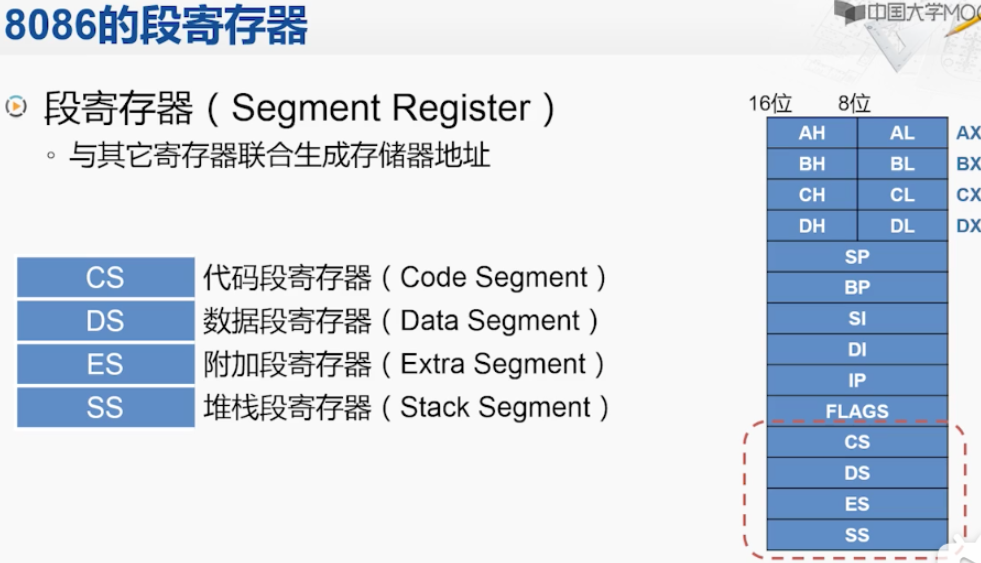 8086的段寄存器
中国大学MOO
段寄存器（Segment Register）
与其它寄存器联合生成存储器地址
CS 代码段寄存器（Code Segment）
DS 数据段寄存器（Data Segment）
ES 附加段寄存器（Extra Segment）
SS 堆栈段寄存器（Stack Segment）
16位 8位
AH AL AX
BH BL BX
CH CL CX
DH DL DX
SP
BP
SI
DI
IP
FLAGS
CS
DS
ES
SS